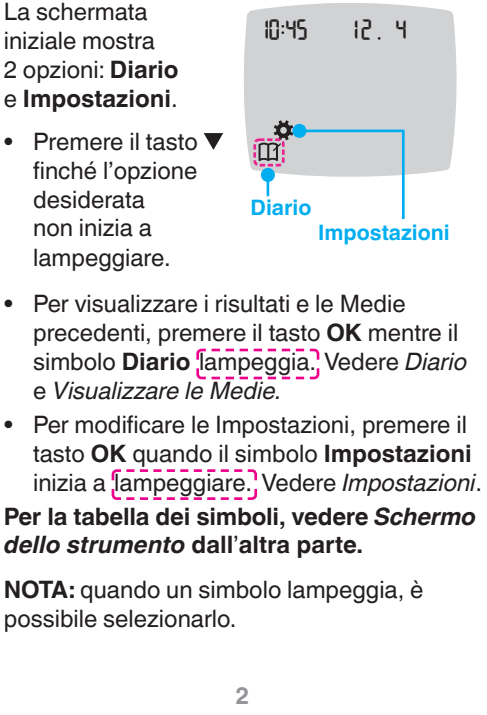 La schermata
iniziale mostra
2 opzioni: Diario
e Impostazioni.
• Premere il tasto ▼
finché l'opzione
desiderata
non inizia a
lampeggiare.
10:45 12. 4
Diario
Impostazioni
• Per visualizzare i risultati e le Medie
precedenti, premere il tasto OK mentre il
simbolo Diario lampeggia. Vedere Diario
e Visualizzare le Medie.
• Per modificare le Impostazioni, premere il
tasto OK quando il simbolo Impostazioni
inizia a lampeggiare. Vedere Impostazioni.
Per la tabella dei simboli, vedere Schermo
dello strumento dall'altra parte.
NOTA: quando un simbolo lampeggia, è
possibile selezionarlo.
2